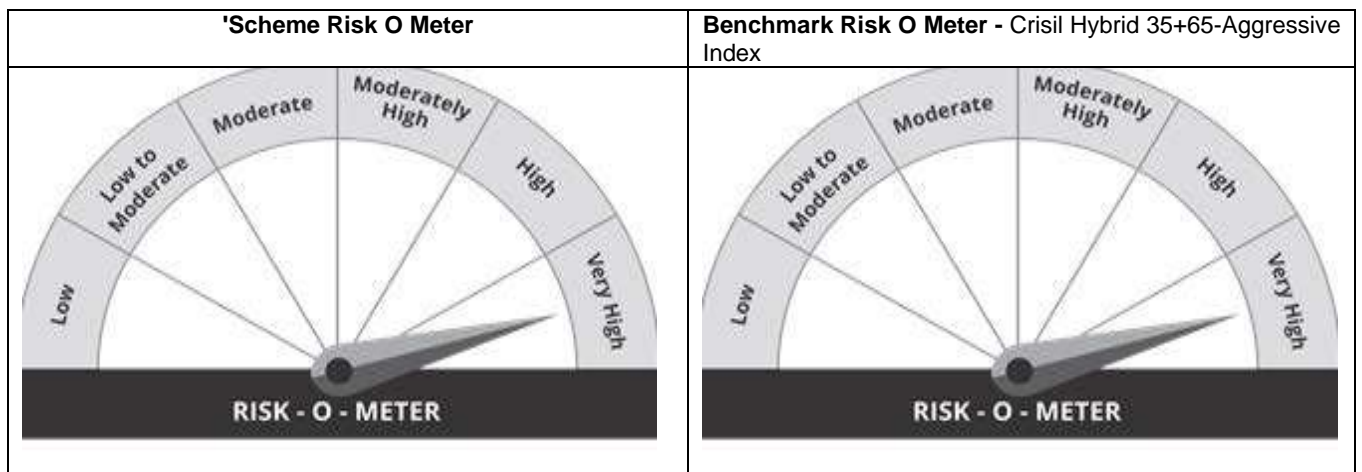 'Scheme Risk O Meter
Benchmark Risk O Meter - Crisil Hybrid 35+65-Aggressive
Index
Low
Low to
Moderate
Moderate
Moderately
High
High
Very High
RISK - O - METER
Low
Low to
Moderate
Moderate
Moderately
High
High
Very High
RISK - O - METER